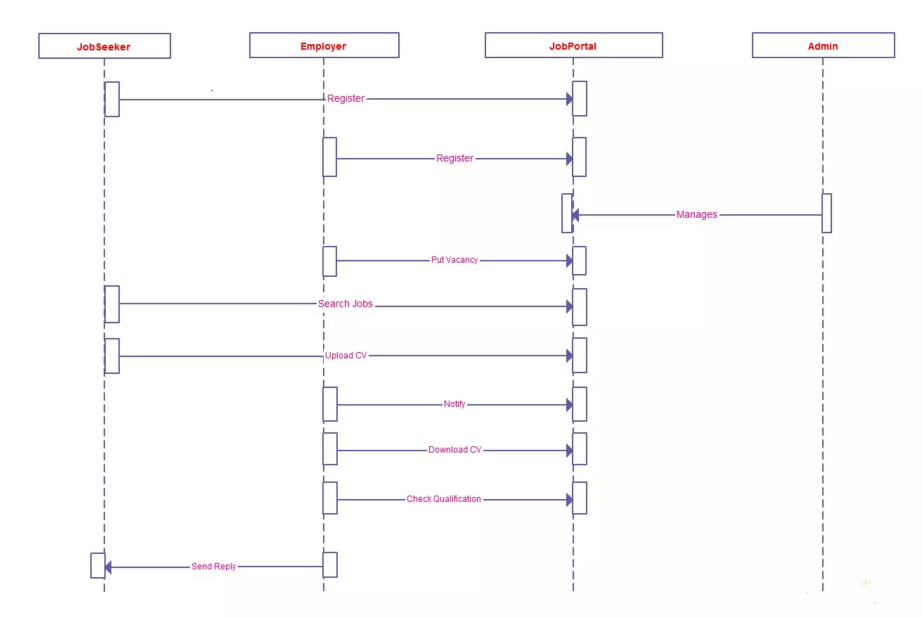 JobSeeker
Employer
JobPortal
Admin
Register
Register
Manages
Put Vacancy
Search Jobs
Upload CV
Notify
Download CV
Check Qualification
Send Reply